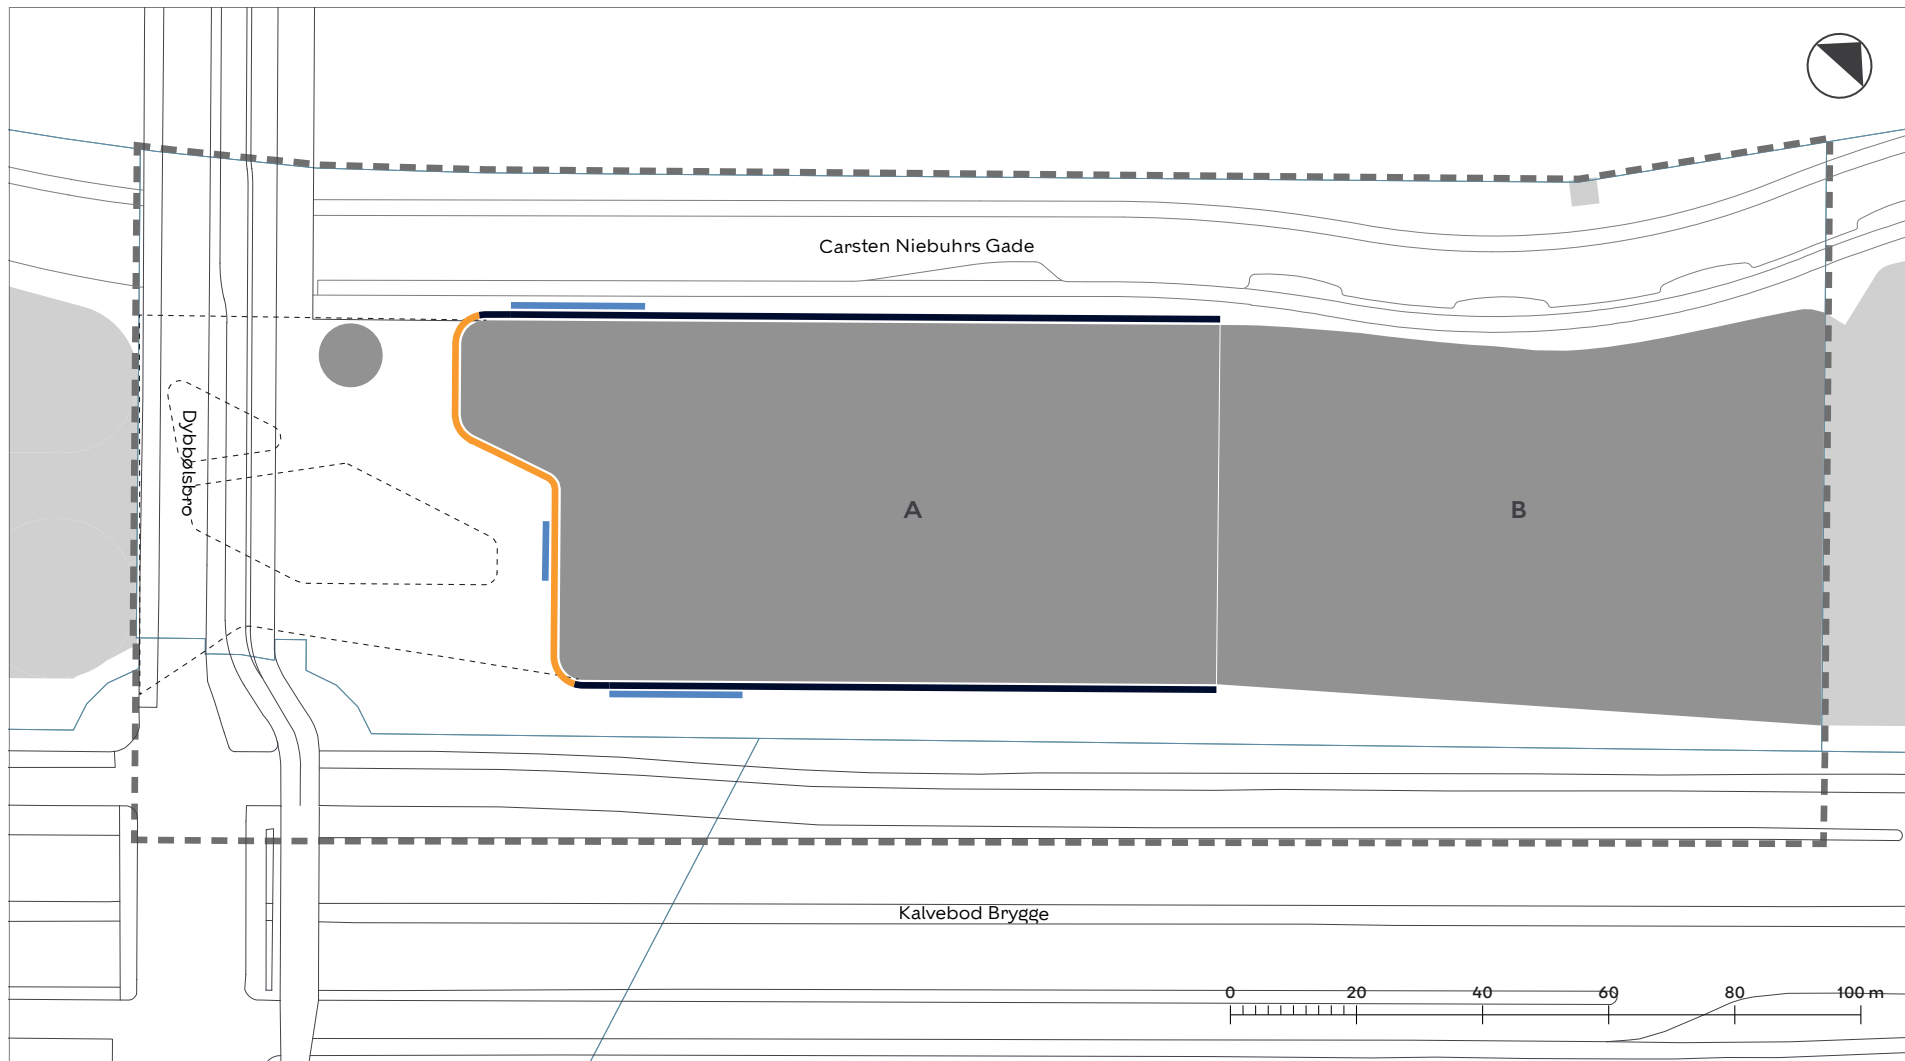 Carsten Niebuhrs Gade
Dybbølsbro
A
B
Kalvebod Brygge
0 20 40 60 80 100 m